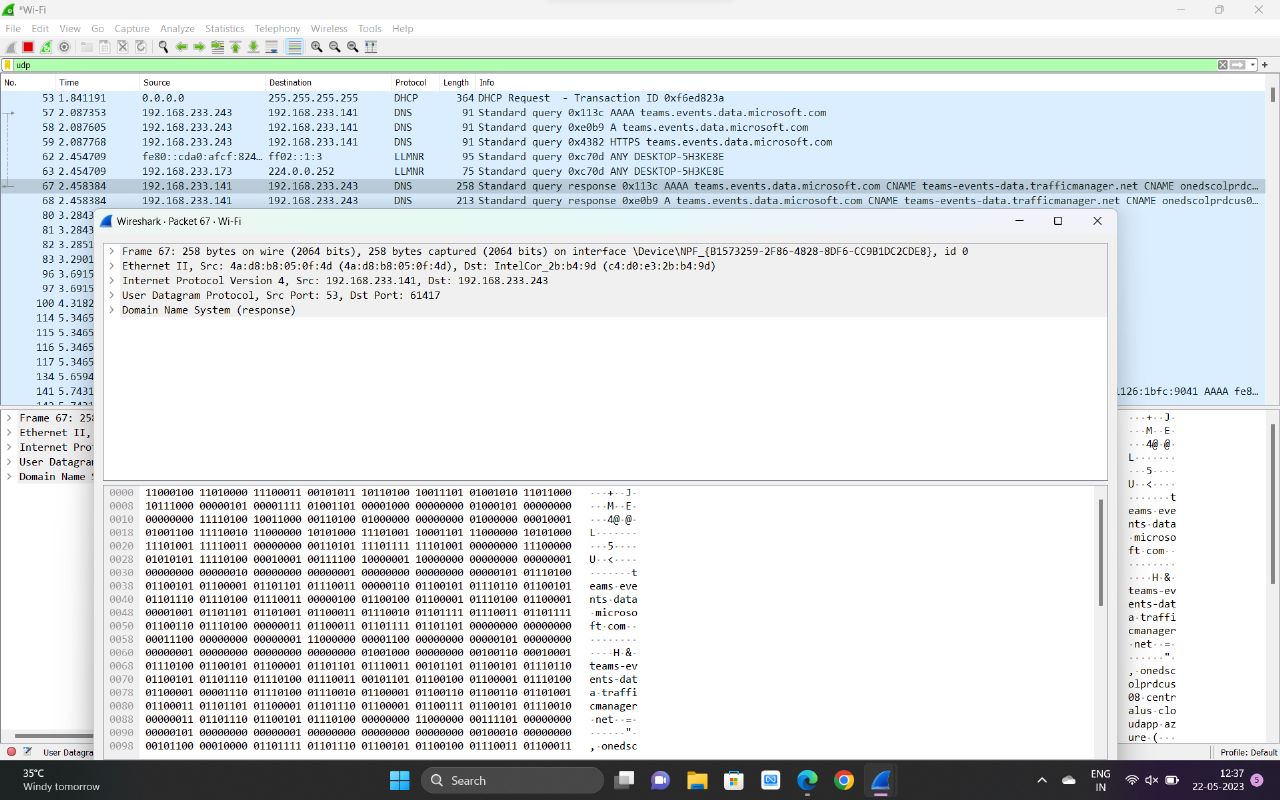 *Wi-Fi
File Edit View Go Capture Analyze Statistics Telephony Wireless Tools Help
udp
No. Time Source Destination Protocol Length Info
53 1.841191 0.0.0.0 255.255.255.255 DHCP 364 DHCP Request - Transaction ID 0xf6ed823a
57 2.087353 192.168.233.243 192.168.233.141 DNS 91 Standard query 0x113c AAAA teams.events.data.microsoft.com
58 2.087605 192.168.233.243 192.168.233.141 DNS 91 Standard query 0xe0b9 A teams.events.data.microsoft.com
59 2.087768 192.168.233.243 192.168.233.141 DNS 91 Standard query 0x4382 HTTPS teams.events.data.microsoft.com
62 2.454709 fe80::cda0:afcf:824… ff02::1:3 LLMNR 95 Standard query 0xc70d ANY DESKTOP-5H3KE8E
63 2.454709 192.168.233.173 224.0.0.252 LLMNR 75 Standard query 0xc70d ANY DESKTOP-5H3KE8E
67 2.458384 192.168.233.141 192.168.233.243 DNS 258 Standard query response 0x113c AAAA teams.events.data.microsoft.com CNAME teams-events-data.trafficmanager.net CNAME onedscolprdc…
68 2.458384 192.168.233.141 192.168.233.243 DNS 213 Standard query response 0xe0b9 A teams.events.data.microsoft.com CNAME teams-events-data.trafficmanager.net CNAME onedscolprdcus0…
80 3.2843
81 3.2843
82 3.2851
83 3.2901
96 3.6915
97 3.6915
100 4.3182
114 5.3465
115 5.3465
116 5.3465
117 5.3465
134 5.6594
141 5.7431 1126:1bfc:9041 AAAA fe8…
Wireshark · Packet 67 · Wi-Fi
Frame 67: 258 bytes on wire (2064 bits), 258 bytes captured (2064 bits) on interface \Device\NPF_{B1573259-2F86-4828-8DF6-CC9B1DC2CDE8}, id 0
Ethernet II, Src: 4a:d8:b8:05:0f:4d (4a:d8:b8:05:0f:4d), Dst: IntelCor_2b:b4:9d (c4:d0:e3:2b:b4:9d)
Internet Protocol Version 4, Src: 192.168.233.141, Dst: 192.168.233.243
User Datagram Protocol, Src Port: 53, Dst Port: 61417
Domain Name System (response)
0000 11000100 11010000 11100011 00101011 10110100 10011101 01001010 11011000 ···+··J·
0008 10111000 00000101 00001111 01001101 00001000 00000000 01000101 00000000 ···M··E·
0010 00000000 11110100 10011000 00110100 01000000 00000000 01000000 00010001 ···4@·@·
0018 01001100 11110010 11000000 10101000 11101001 10001101 11000000 10101000 L·······
0020 11101001 11110011 00000000 00110101 11101111 11101001 00000000 11100000 ···5····
0028 01010101 11110100 00010001 00111100 10000001 10000000 00000000 00000001 U··<····
0030 00000000 00000010 00000000 00000001 00000000 00000000 00000101 01110100 ·······t
0038 01100101 01100001 01101101 01110011 00000110 01100101 01110110 01100101 eams·eve
0040 01101110 01110100 01110011 00000100 01100100 01100001 01110100 01100001 nts·data
0048 00001001 01101101 01101001 01100011 01110010 01101111 01110011 01101111 ·microso
0050 01100110 01110100 00000011 01100011 01101111 01101101 00000000 00000000 ft·com··
0058 00011100 00000000 00000001 11000000 00001100 00000000 00000101 00000000 ········
0060 00000001 00000000 00000000 00000000 01001000 00000000 00100110 00010001 ····H·&·
0068 01110100 01100101 01100001 01101101 01110011 00101101 01100101 01110110 teams-ev
0070 01100101 01101110 01110100 01110011 00101101 01100100 01100001 01110100 ents-dat
0078 01100001 00001110 01110100 01110010 01100001 01100110 01100110 01101001 a·traffi
0080 01100011 01101101 01100001 01101110 01100001 01100111 01100101 01110010 cmanager
0088 00000011 01101110 01100101 01110100 00000000 11000000 00111101 00000000 ·net··=·
0090 00000101 00000000 00000001 00000000 00000000 00000000 00100010 00000000 ······"·
0098 00101100 00010000 01101111 01101110 01100101 01100100 01110011 01100011 ,·onedsc
Frame 67: 258
Ethernet II,
Internet Pro
User Datagra
Domain Name S
···+··J·
···M··E·
···4@·@·
L·······
···5····
U··<····
·······t
eams·eve
nts·data
·microso
ft·com··
········
····H·&·
teams-ev
ents-dat
a·traffi
cmanager
·net··=·
······"·
,·onedsc
olprdcus
08·centr
alus·clo
udapp·az
ure·(···
User Datagra
Profile: Default
35°C
Windy tomorrow
Search
ENG
IN
12:37
22-05-2023
5